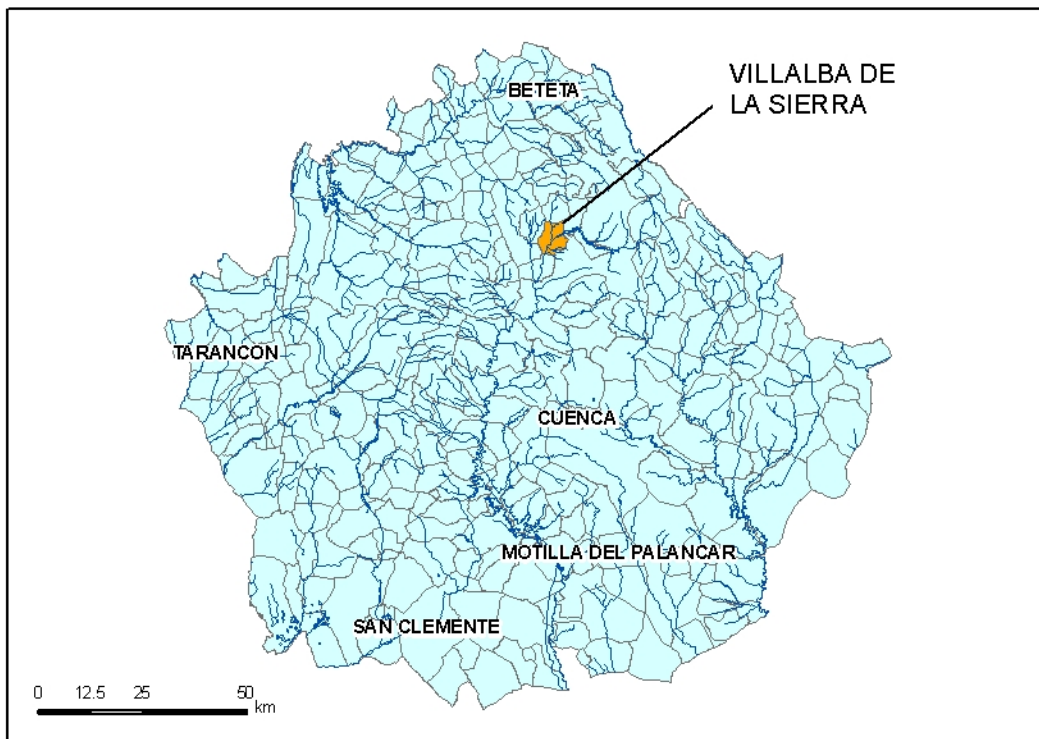 VILLALBA DE
LA SIERRA
BETETA
TARANCON
CUENCA
MOTILLA DEL PALANCAR
SAN CLEMENTE
0 12.5 25 50
km